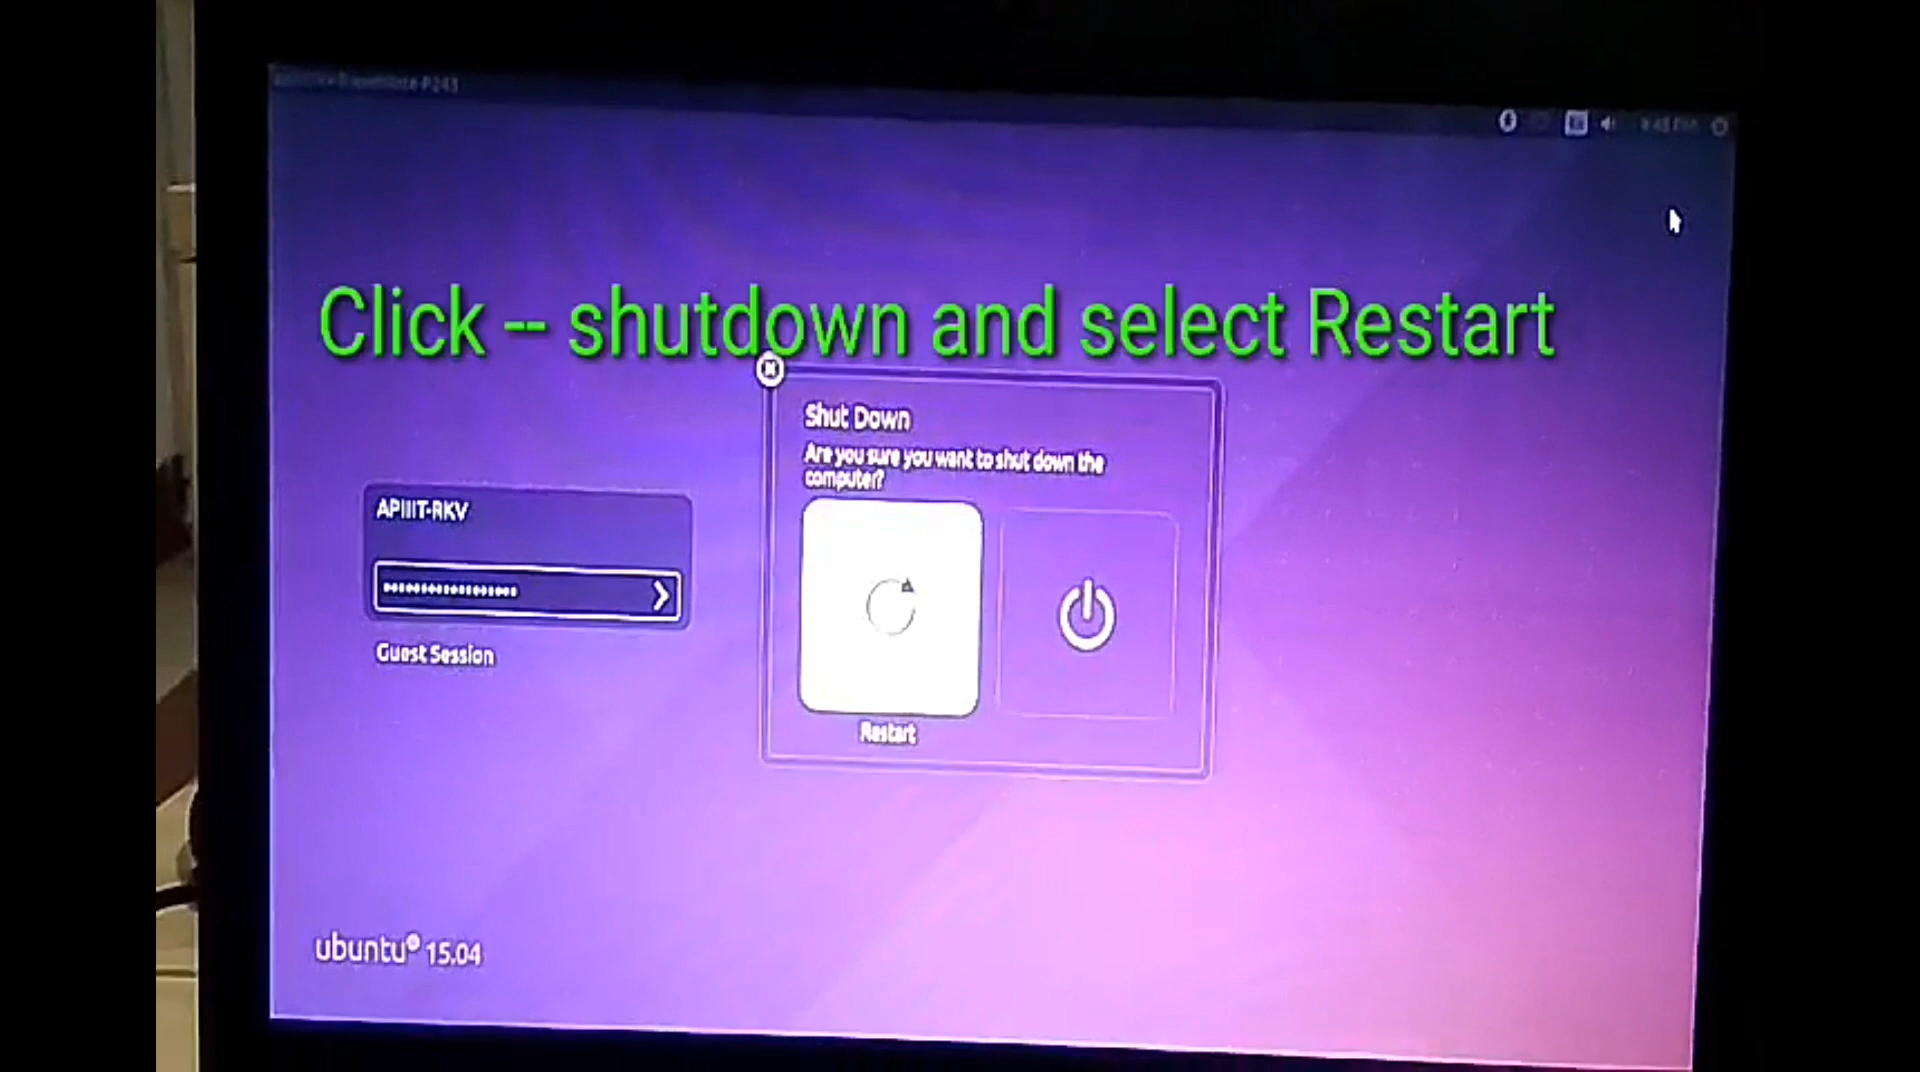 Click -- shutdown and select Restart
Shut Down
Are you sure you want to shut down the
computer?
APIIIT-RKV
Guest Session
Restart
ubuntu® 15.04